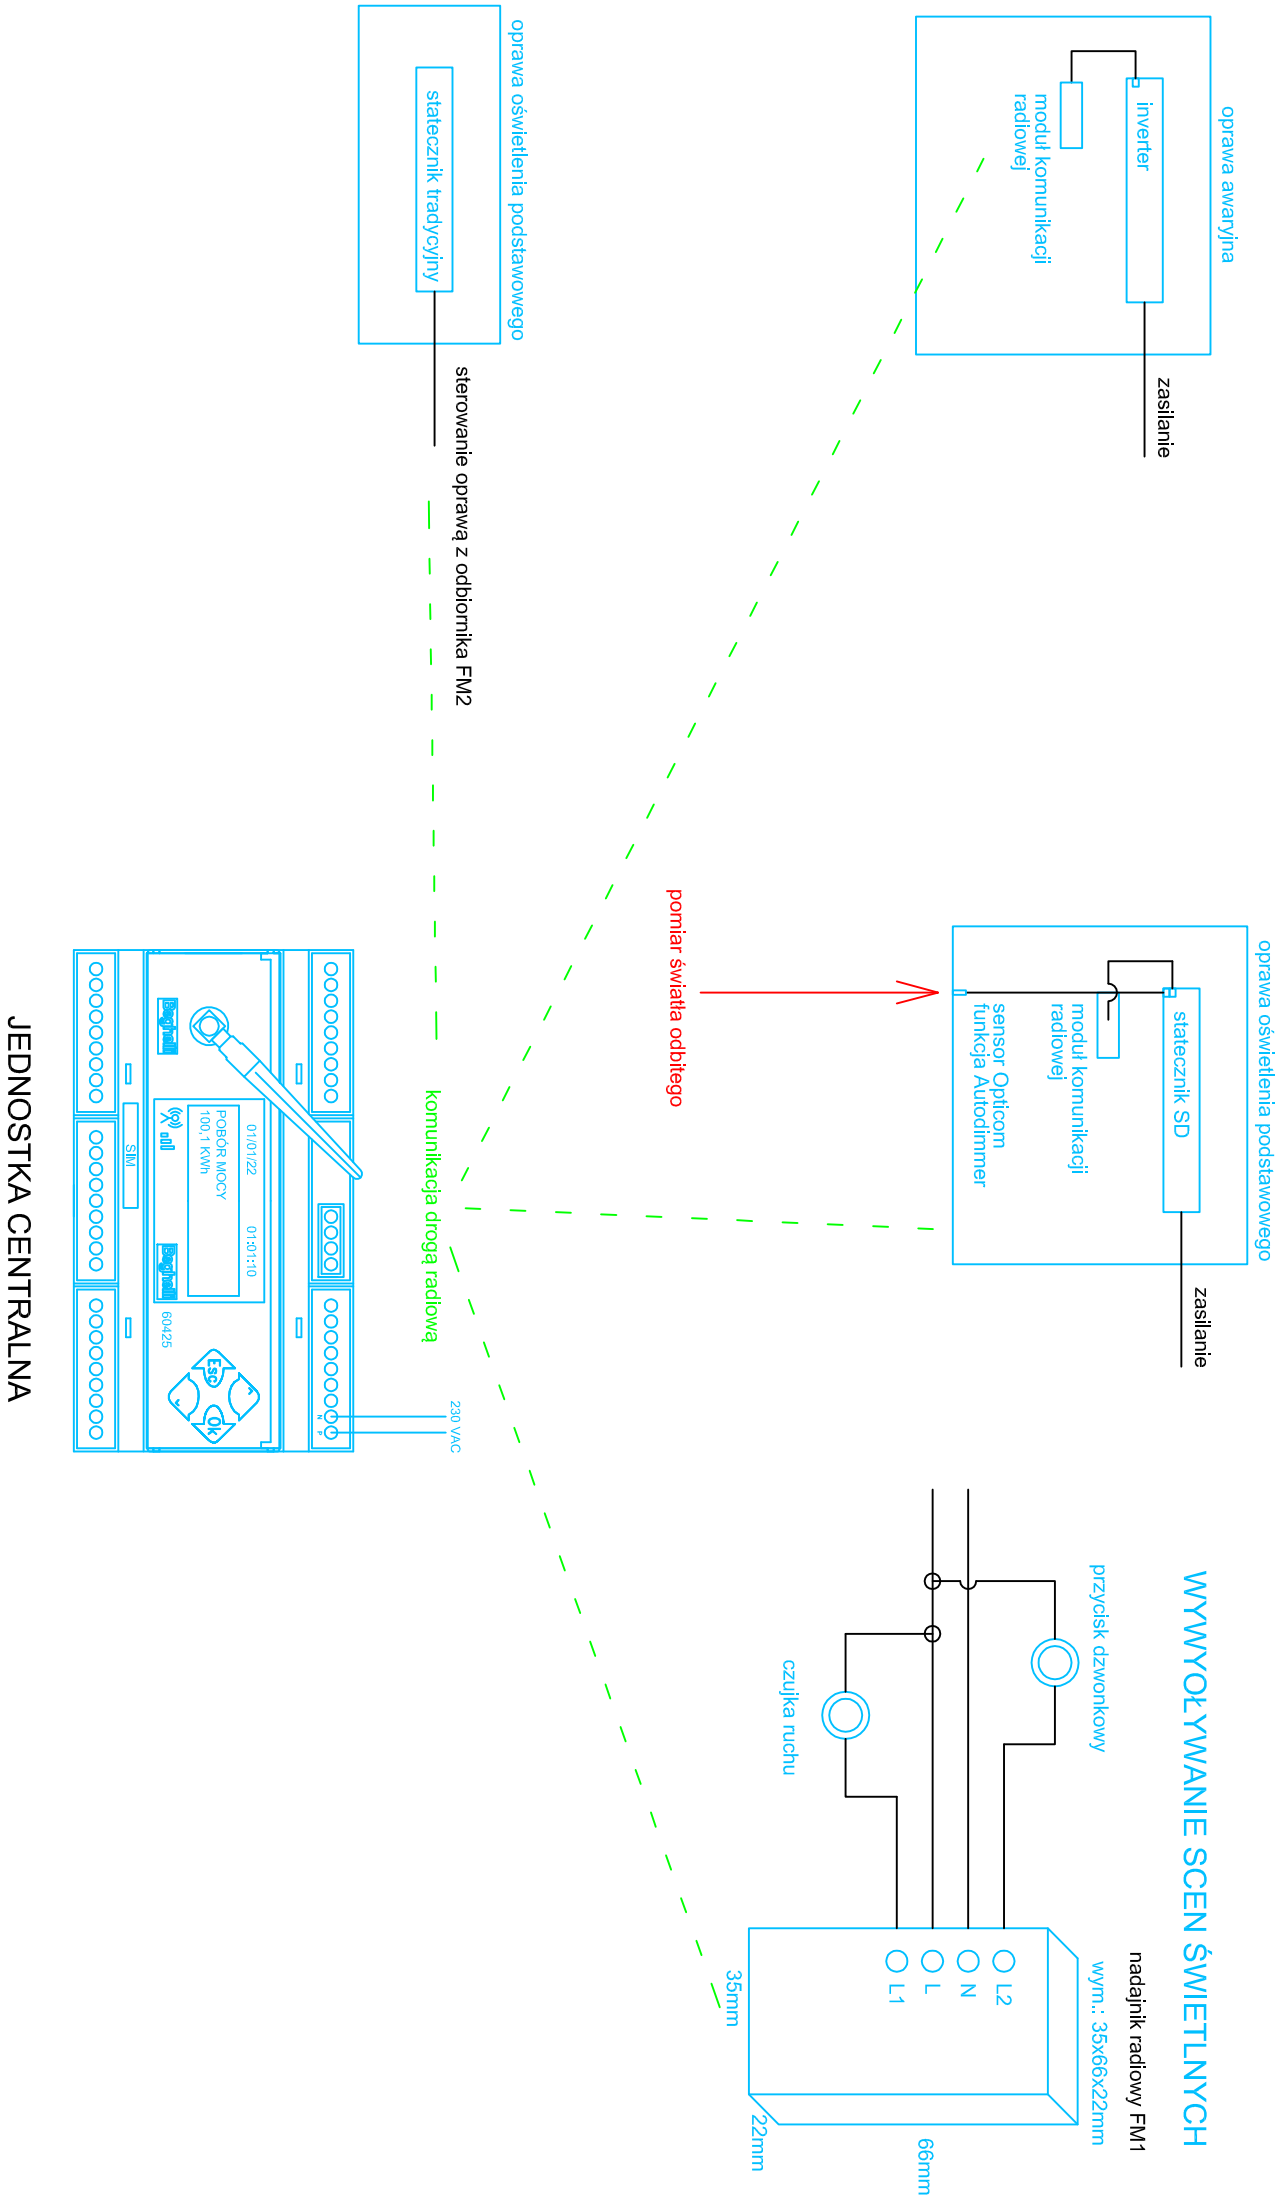 oprawa awaryjna
inverter
moduł komunikacji
radiowej
zasilanie
oprawa oświetlenia podstawowego
statecznik SD
moduł komunikacji
radiowej
sensor Opticom
funkcja Autodimmer
zasilanie
pomiar światła odbitego
WYWYOŁYWANIE SCEN ŚWIETLNYCH
nadajnik radiowy FM1
wym.: 35x66x22mm
przycisk dzwonkowy
czujka ruchu
L2
N
L
L1
66mm
22mm
35mm
oprawa oświetlenia podstawowego
statecznik tradycyjny
sterowanie oprawą z odbiornika FM2
komunikacja drogą radiową
230 VAC
N
P
01/01/22 01:01:10
POBÓR MOCY
100,1 KWh
Beghelli
Beghelli
60425
Esc
Ok
SIM
JEDNOSTKA CENTRALNA